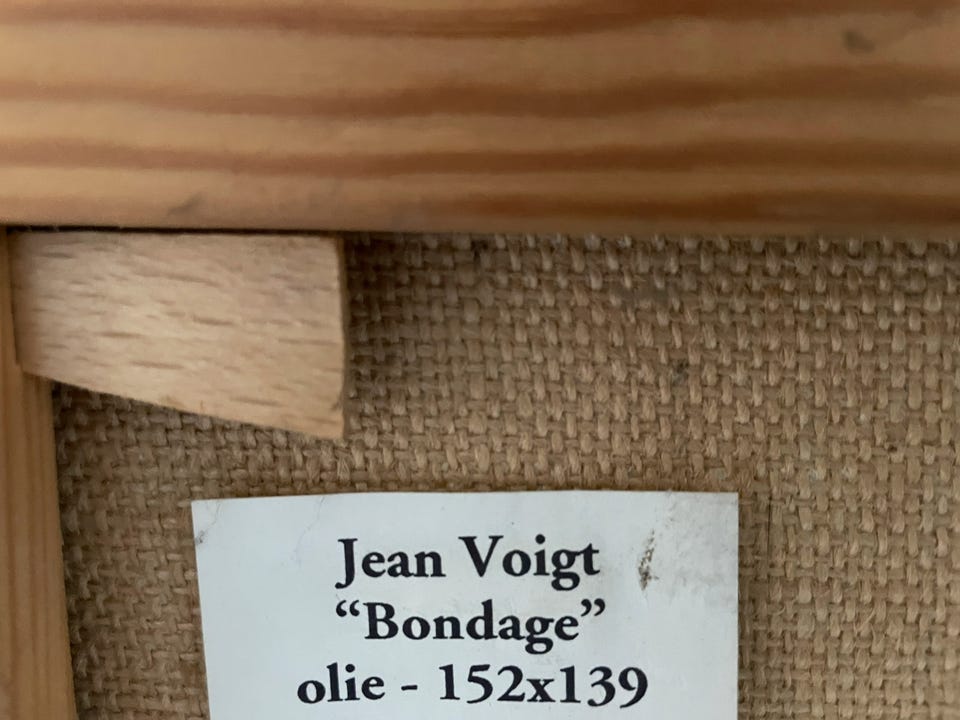 Jean Voigt
“Bondage”
olie - 152x139